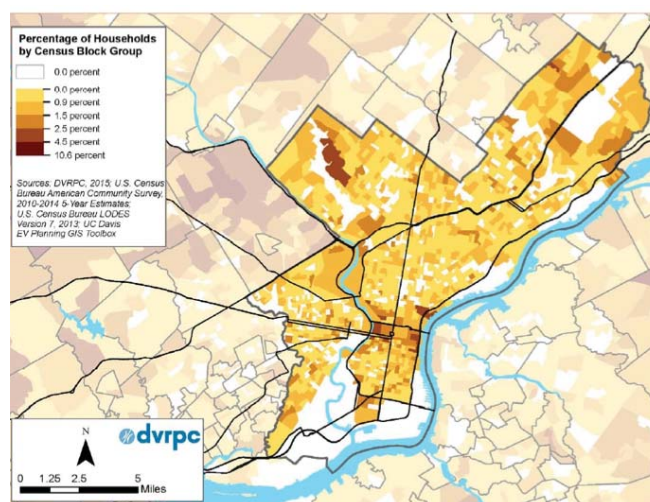 Percentage of Households
by Census Block Group
0.0 percent
0.0 percent
0.9 percent
1.5 percent
2.5 percent
4.5 percent
10.6 percent
Sources: DVRPC, 2015; U.S. Census
Bureau American Community Survey,
2010-2014 5-Year Estimates;
U.S. Census Bureau LODES
Version 7, 2013; UC Davis
EV Planning GIS Toolbox
N
dvrpc
0 1.25 2.5 5
Miles